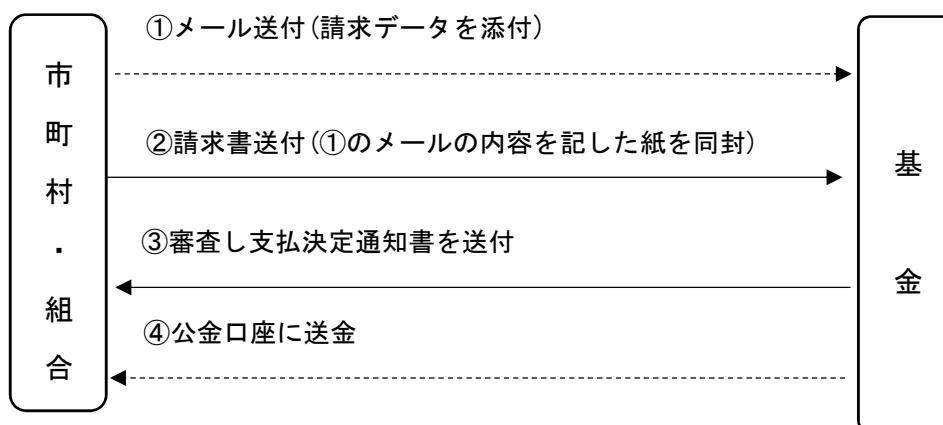 市町村・組合
①メール送付(請求データを添付)
②請求書送付(①のメールの内容を記した紙を同封)
③審査し支払決定通知書を送付
④公金口座に送金
基金